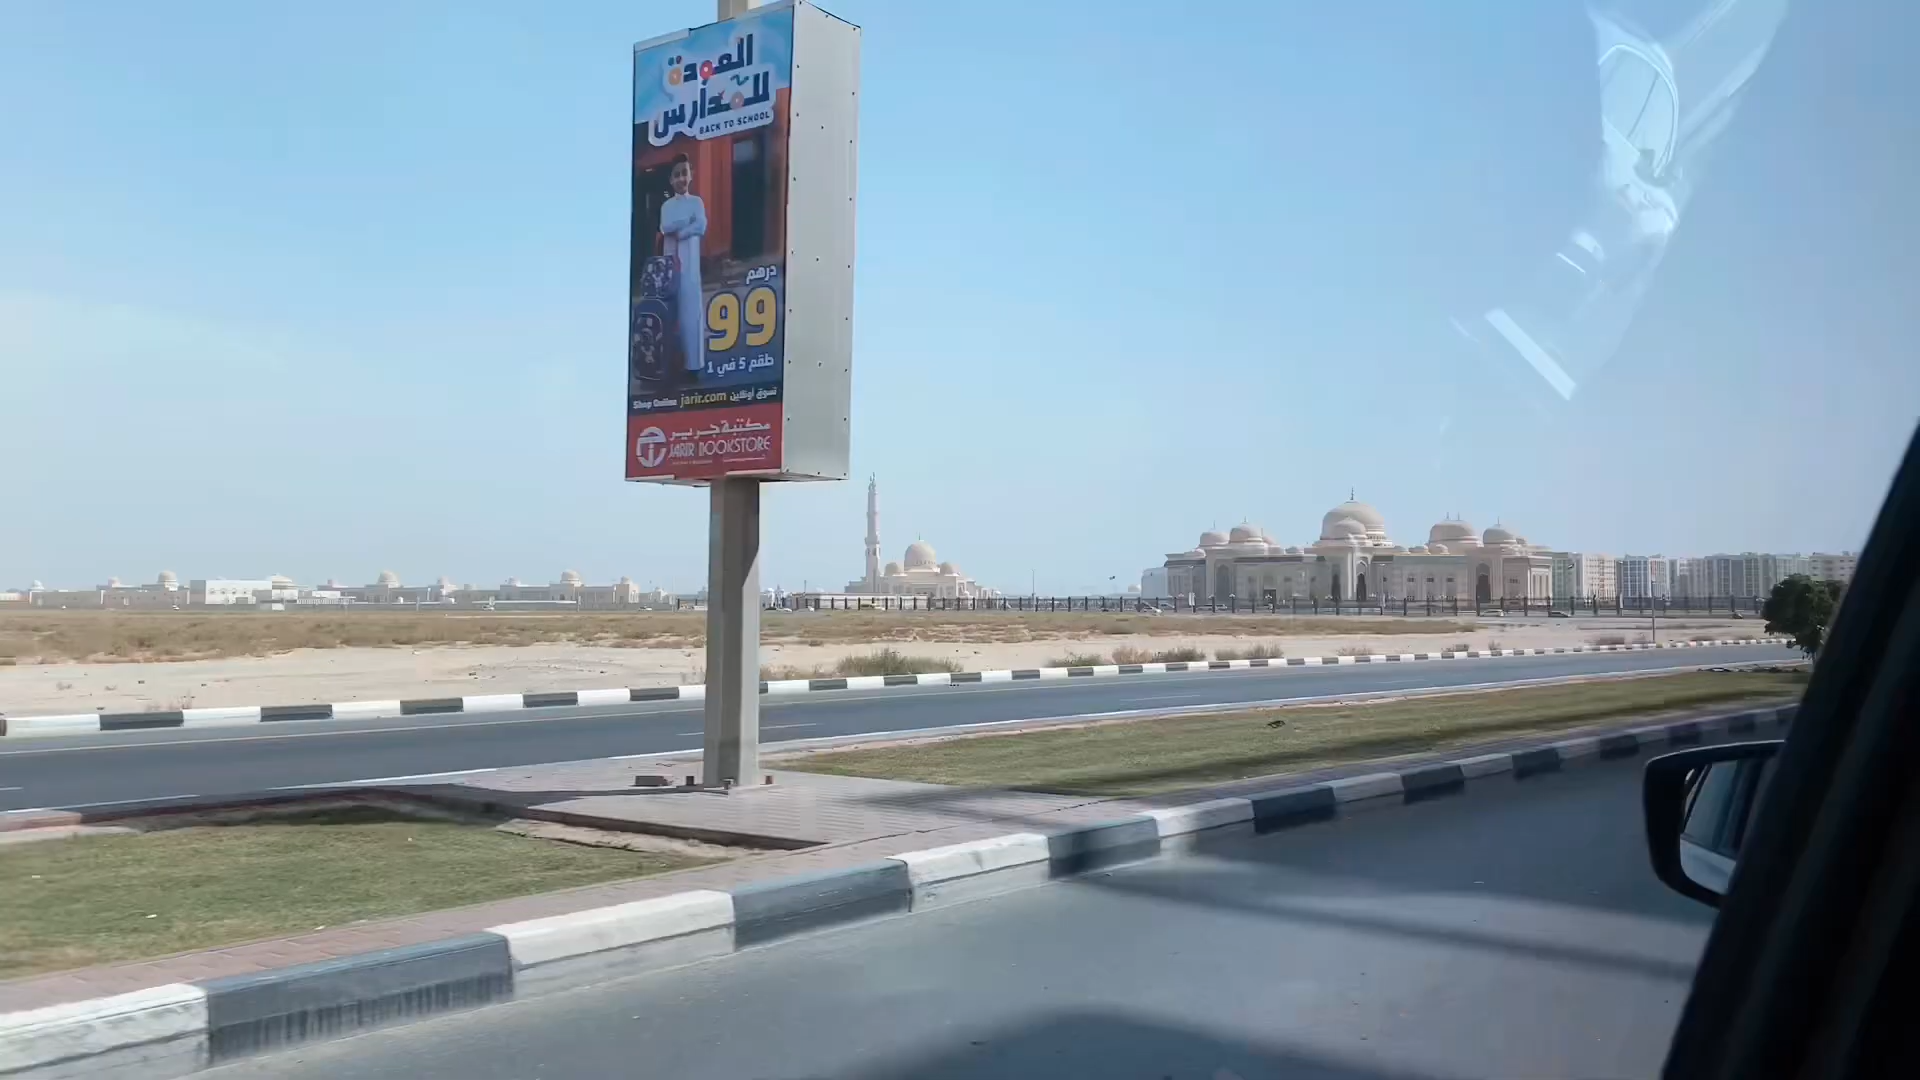 العودة
للمدارس
BACK TO SCHOOL
درهم
99
طقم 5 في 1
Shop Online jarir.com تسوق أونلاين
مكتبة جرير
JARIR BOOKSTORE